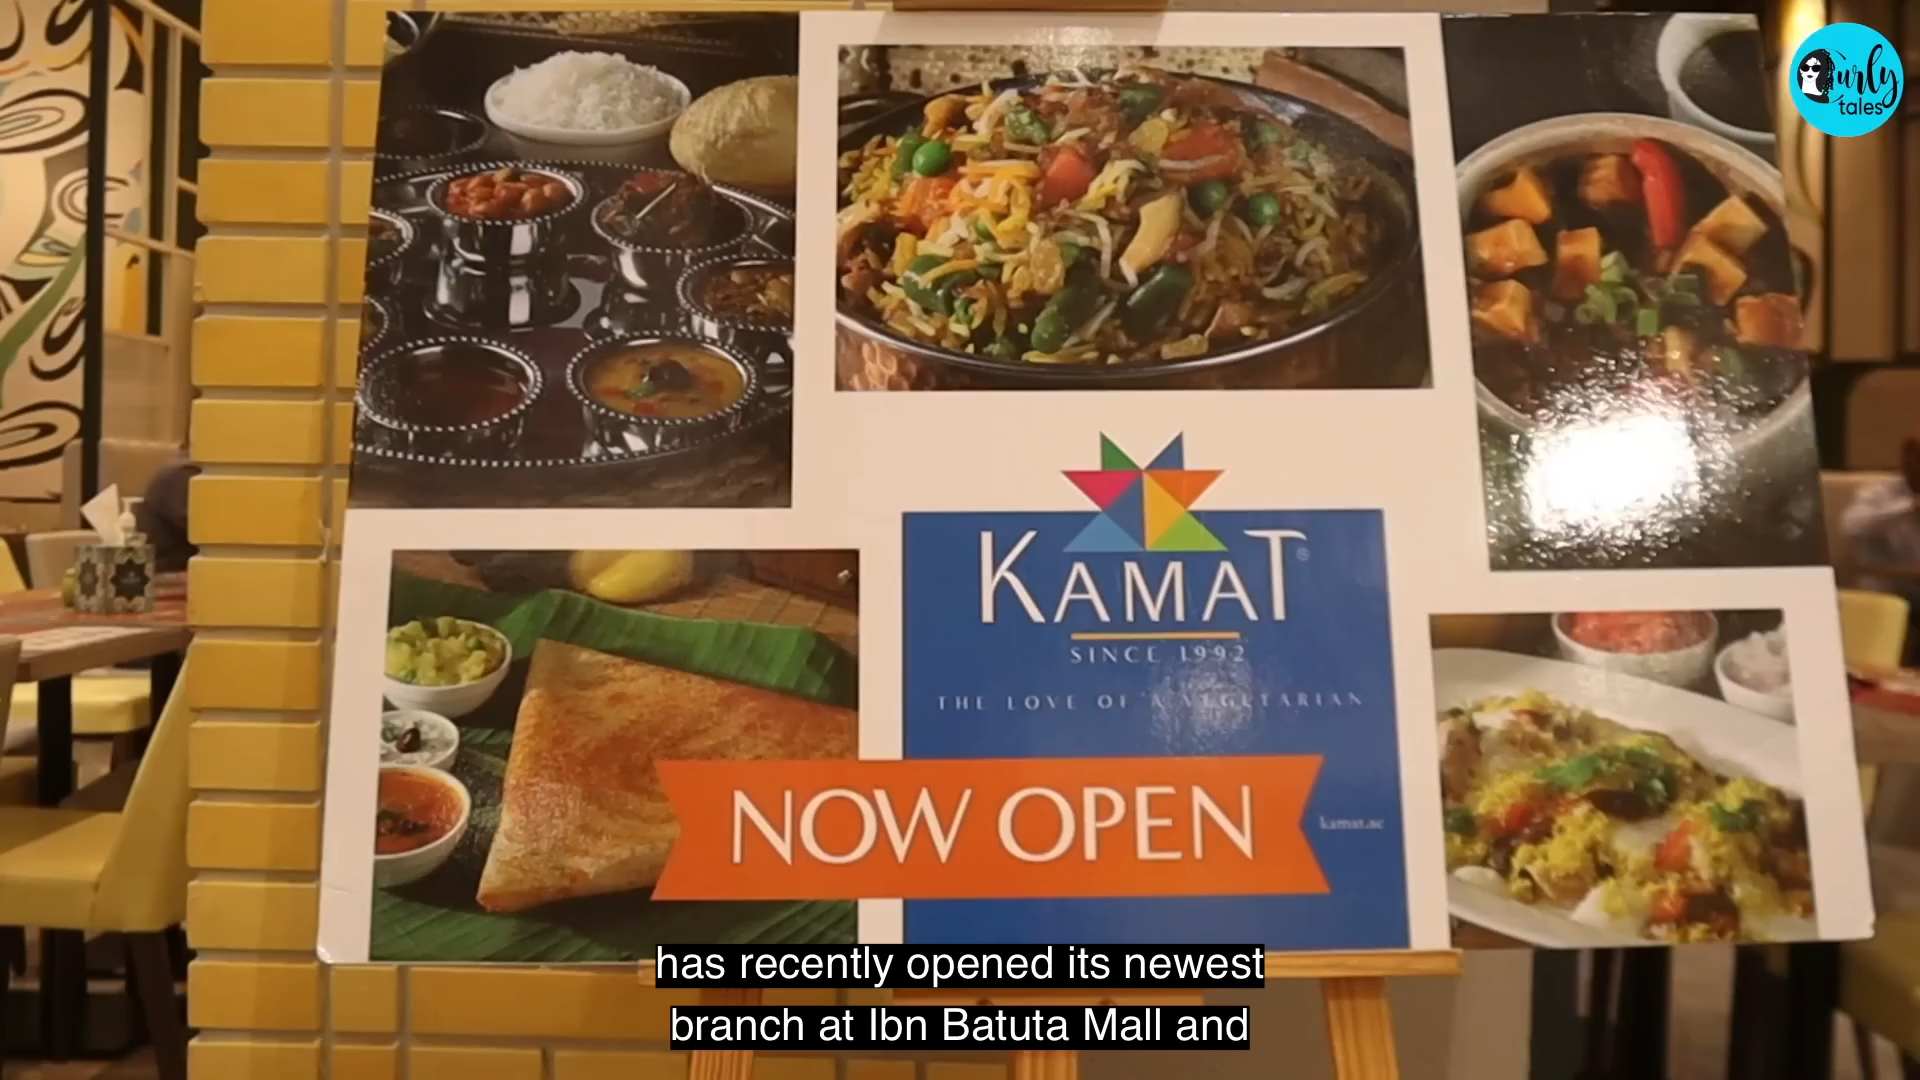 Curly
tales
KAMAT®
SINCE 1992
THE LOVE OF A VEGETARIAN
NOW OPEN
kamat.ae
has recently opened its newest
branch at Ibn Batuta Mall and